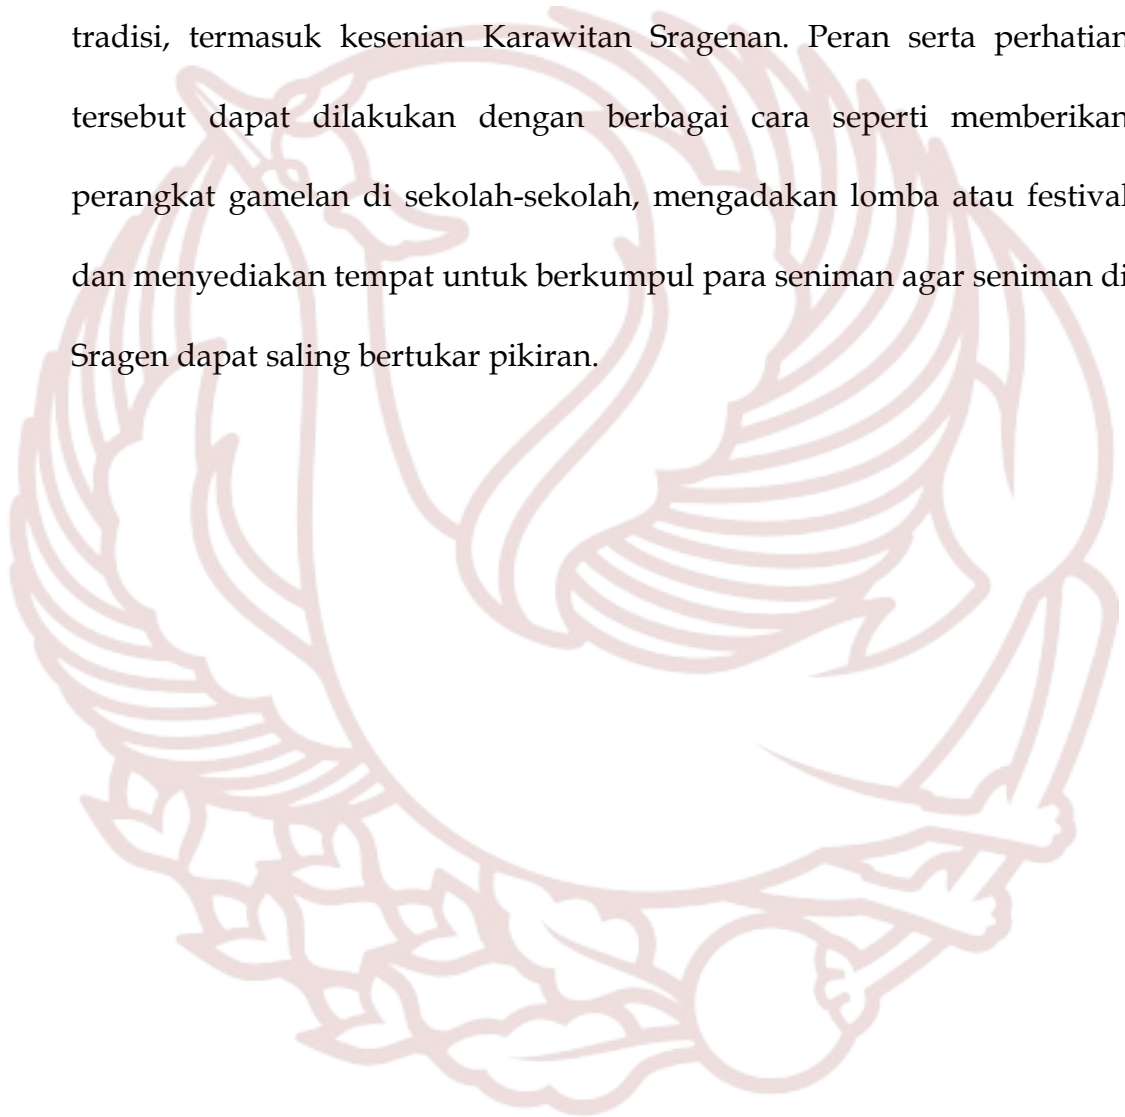 tradisi, termasuk kesenian Karawitan Sragenan. Peran serta perhatian
tersebut dapat dilakukan dengan berbagai cara seperti memberikan
perangkat gamelan di sekolah-sekolah, mengadakan lomba atau festival
dan menyediakan tempat untuk berkumpul para seniman agar seniman di
Sragen dapat saling bertukar pikiran.